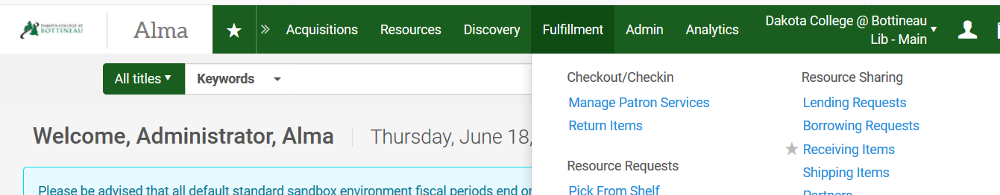 DAKOTA COLLEGE AT
BOTTINEAU
Alma
Acquisitions
Resources
Discovery
Fulfillment
Admin
Analytics
Dakota College @ Bottineau
Lib - Main
All titles
Keywords
Checkout/Checkin
Manage Patron Services
Return Items
Resource Requests
Pick From Shelf
Resource Sharing
Lending Requests
Borrowing Requests
Receiving Items
Shipping Items
Partners
Welcome, Administrator, Alma
Thursday, June 18,
Please be advised that all default standard sandbox environment fiscal periods end on